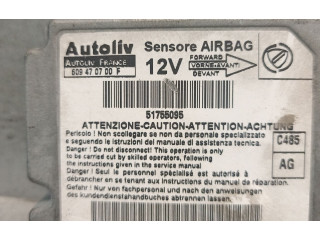 Autoliv Sensore AIRBAG
AUTOLIV FRANCE
609 47 07 00 F
12V
FORWARD
VORNE-AVANTI
DEVANT
51755095
ATTENZIONE-CAUTION-ATTENTION-ACHTUNG
Pericolo ! Non scollegare se non da personale specializzato
e seguendo le istruzioni del manuale di assistenza tecnica.
Danger ! Do not disconnect! This operation is only
to be carried out by skilled operators, following
the instructions given in the service manual
Danger ! Seul le personnel spécialisé est autorisé à
débrancher en se tenant aux instructions du manuel de réparation.
Gefahr ! Nur von fachpersonal und nach den anweisungen
des kundendiensthandbuches abtrennen lassen.
C485
AG